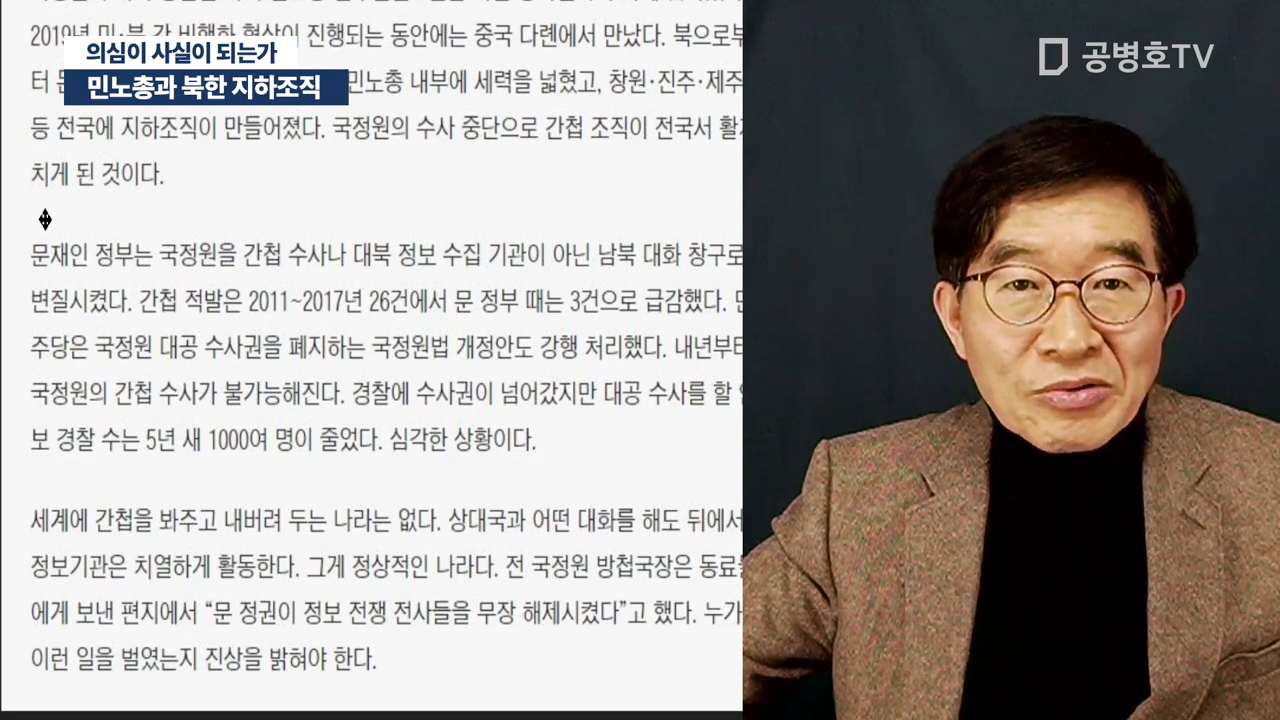 의심이 사실이 되는가
민노총과 북한 지하조직
공병호TV
2019년 진행되는 동안에는 중국 다롄에서 만났다. 북으로부
터 민노총 내부에 세력을 넓혔고, 창원·진주·제주
등 전국에 지하조직이 만들어졌다. 국정원의 수사 중단으로 간첩 조직이 전국서 활
치게 된 것이다.
문재인 정부는 국정원을 간첩 수사나 대북 정보 수집 기관이 아닌 남북 대화 창구로
변질시켰다. 간첩 적발은 2011~2017년 26건에서 문 정부 때는 3건으로 급감했다.
주당은 국정원 대공 수사권을 폐지하는 국정원법 개정안도 강행 처리했다. 내년부터
국정원의 간첩 수사가 불가능해진다. 경찰에 수사권이 넘어갔지만 대공 수사를 할
보 경찰 수는 5년 새 1000여 명이 줄었다. 심각한 상황이다.
세계에 간첩을 봐주고 내버려 두는 나라는 없다. 상대국과 어떤 대화를 해도 뒤에서
정보기관은 치열하게 활동한다. 그게 정상적인 나라다. 전 국정원 방첩국장은 동료들
에게 보낸 편지에서 “문 정권이 정보 전쟁 전사들을 무장 해제시켰다”고 했다. 누가
이런 일을 벌였는지 진상을 밝혀야 한다.